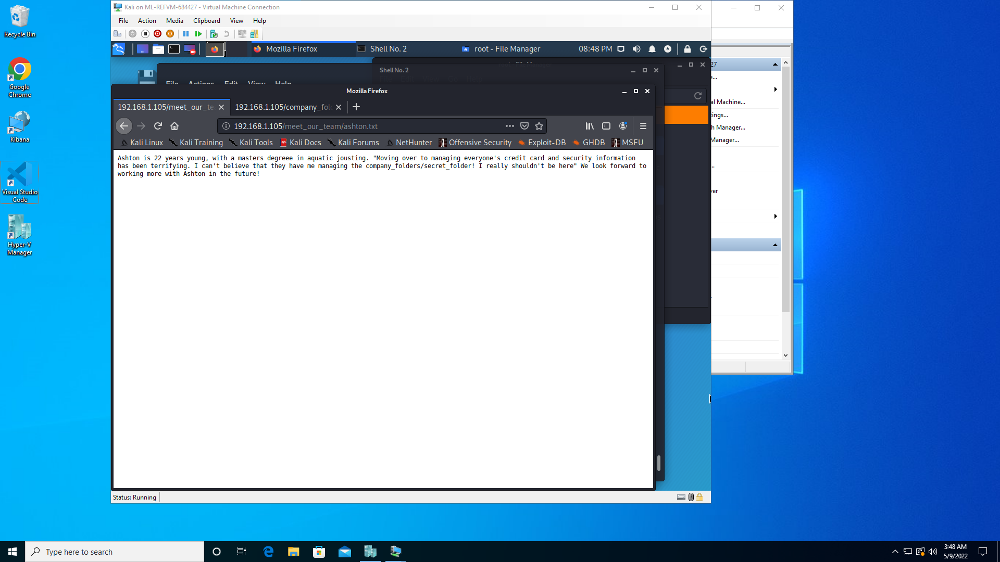 Recycle Bin
Google
Chrome
Kibana
Visual Studio
Code
Hyper-V
Manager
Kali on ML-REFVM-684427 - Virtual Machine Connection
File Action Media Clipboard View Help
Mozilla Firefox
Shell No. 2
root - File Manager
08:48 PM
Shell No. 2
File Actions Edit View Help
Mozilla Firefox
192.168.1.105/meet_our_te
192.168.1.105/company_fol
192.168.1.105/meet_our_team/ashton.txt
Kali Linux Kali Training Kali Tools Kali Docs Kali Forums NetHunter Offensive Security Exploit-DB GHDB MSFU
Ashton is 22 years young, with a masters degreee in aquatic jousting. "Moving over to managing everyone's credit card and security information
has been terrifying. I can't believe that they have me managing the company_folders/secret_folder! I really shouldn't be here" We look forward to
working more with Ashton in the future!
27
e...
al Machine...
tings...
h Manager...
Manager...
Status: Running
Type here to search
3:48 AM
5/9/2022